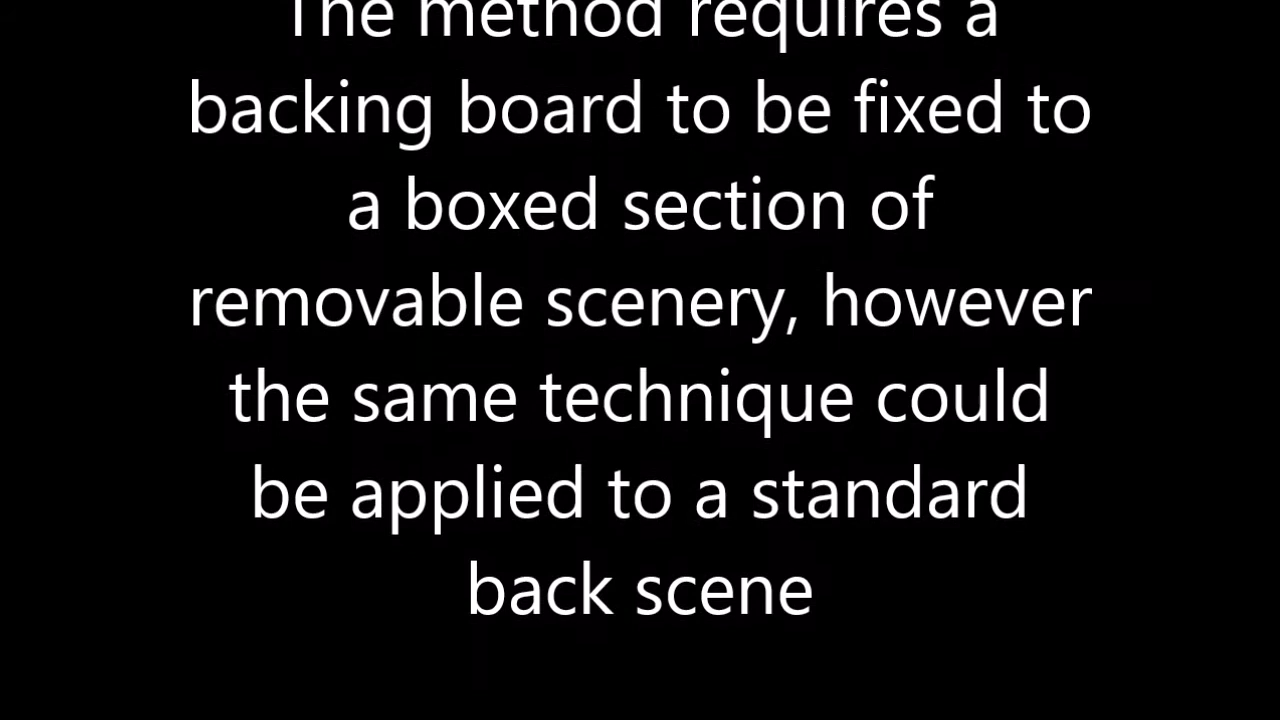 The method requires a
backing board to be fixed to
a boxed section of
removable scenery, however
the same technique could
be applied to a standard
back scene